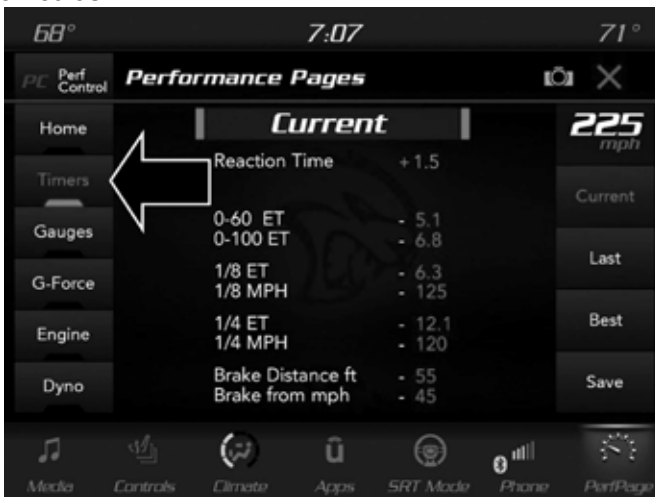 68° 7:07 71°
PC Perf Control Performance Pages
Home
Timers
Gauges
G-Force
Engine
Dyno
Current
Reaction Time +1.5
0-60 ET - 5.1
0-100 ET - 6.8
1/8 ET - 6.3
1/8 MPH - 125
1/4 ET - 12.1
1/4 MPH - 120
Brake Distance ft - 55
Brake from mph - 45
225
mph
Current
Last
Best
Save
Media Controls Climate Apps SRT Mode Phone PerfPage